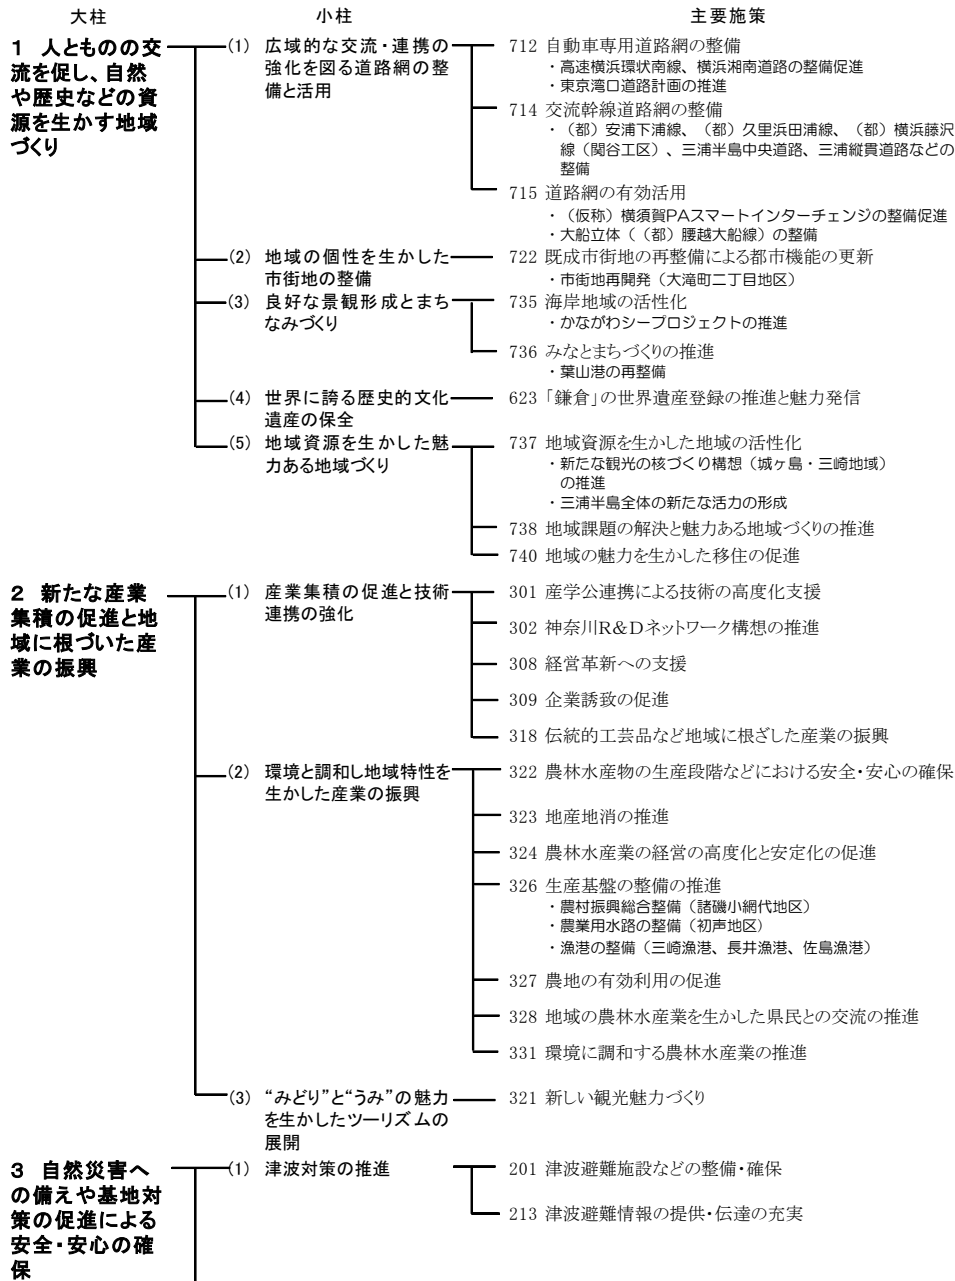 大柱 小柱 主要施策
1 人とものの交
流を促し、自然
や歴史などの資
源を生かす地域
づくり
(1) 広域的な交流・連携の
強化を図る道路網の整
備と活用
712 自動車専用道路網の整備
・高速横浜環状南線、横浜湘南道路の整備促進
・東京湾口道路計画の推進
714 交流幹線道路網の整備
・（都）安浦下浦線、（都）久里浜田浦線、（都）横浜藤沢
線（関谷工区）、三浦半島中央道路、三浦縦貫道路などの
整備
715 道路網の有効活用
・（仮称）横須賀PAスマートインターチェンジの整備促進
・大船立体（（都）腰越大船線）の整備
(2) 地域の個性を生かした
市街地の整備
722 既成市街地の再整備による都市機能の更新
・市街地再開発（大滝町二丁目地区）
(3) 良好な景観形成とまち
なみづくり
735 海岸地域の活性化
・かながわシープロジェクトの推進
736 みなとまちづくりの推進
・葉山港の再整備
(4) 世界に誇る歴史的文化
遺産の保全
623 「鎌倉」の世界遺産登録の推進と魅力発信
(5) 地域資源を生かした魅
力ある地域づくり
737 地域資源を生かした地域の活性化
・新たな観光の核づくり構想（城ヶ島・三崎地域）
の推進
・三浦半島全体の新たな活力の形成
738 地域課題の解決と魅力ある地域づくりの推進
740 地域の魅力を生かした移住の促進
2 新たな産業
集積の促進と地
域に根づいた産
業の振興
(1) 産業集積の促進と技術
連携の強化
301 産学公連携による技術の高度化支援
302 神奈川R&Dネットワーク構想の推進
308 経営革新への支援
309 企業誘致の促進
318 伝統的工芸品など地域に根ざした産業の振興
(2) 環境と調和し地域特性を
生かした産業の振興
322 農林水産物の生産段階などにおける安全・安心の確保
323 地産地消の推進
324 農林水産業の経営の高度化と安定化の促進
326 生産基盤の整備の推進
・農村振興総合整備（諸磯小網代地区）
・農業用水路の整備（初声地区）
・漁港の整備（三崎漁港、長井漁港、佐島漁港）
327 農地の有効利用の促進
328 地域の農林水産業を生かした県民との交流の推進
331 環境に調和する農林水産業の推進
(3) “みどり”と“うみ”の魅力
を生かしたツーリズムの
展開
321 新しい観光魅力づくり
3 自然災害へ
の備えや基地対
策の促進による
安全・安心の確
保
(1) 津波対策の推進
201 津波避難施設などの整備・確保
213 津波避難情報の提供・伝達の充実